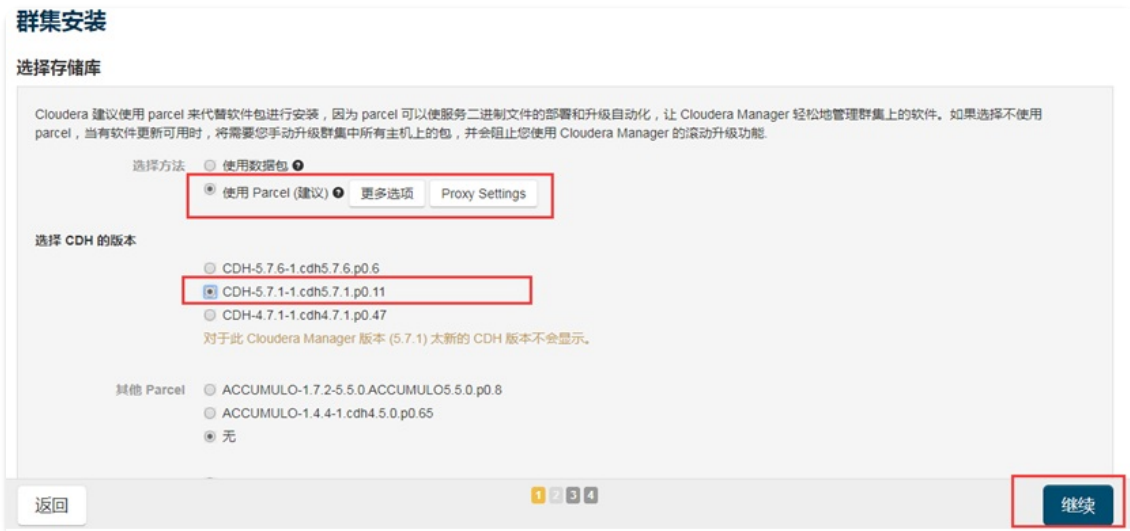 群集安装
选择存储库
Cloudera 建议使用 parcel 来代替软件包进行安装，因为 parcel 可以使服务二进制文件的部署和升级自动化，让 Cloudera Manager 轻松地管理群集上的软件。如果选择不使用
parcel，当有软件更新可用时，将需要您手动升级群集中所有主机上的包，并会阻止您使用 Cloudera Manager 的滚动升级功能.
选择方法 使用数据包 ?
使用 Parcel (建议) ? 更多选项 Proxy Settings
选择 CDH 的版本
CDH-5.7.6-1.cdh5.7.6.p0.6
CDH-5.7.1-1.cdh5.7.1.p0.11
CDH-4.7.1-1.cdh4.7.1.p0.47
对于此 Cloudera Manager 版本 (5.7.1) 太新的 CDH 版本不会显示。
其他 Parcel ACCUMULO-1.7.2-5.5.0.ACCUMULO5.5.0.p0.8
ACCUMULO-1.4.4-1.cdh4.5.0.p0.65
无
返回 1 2 3 4 继续